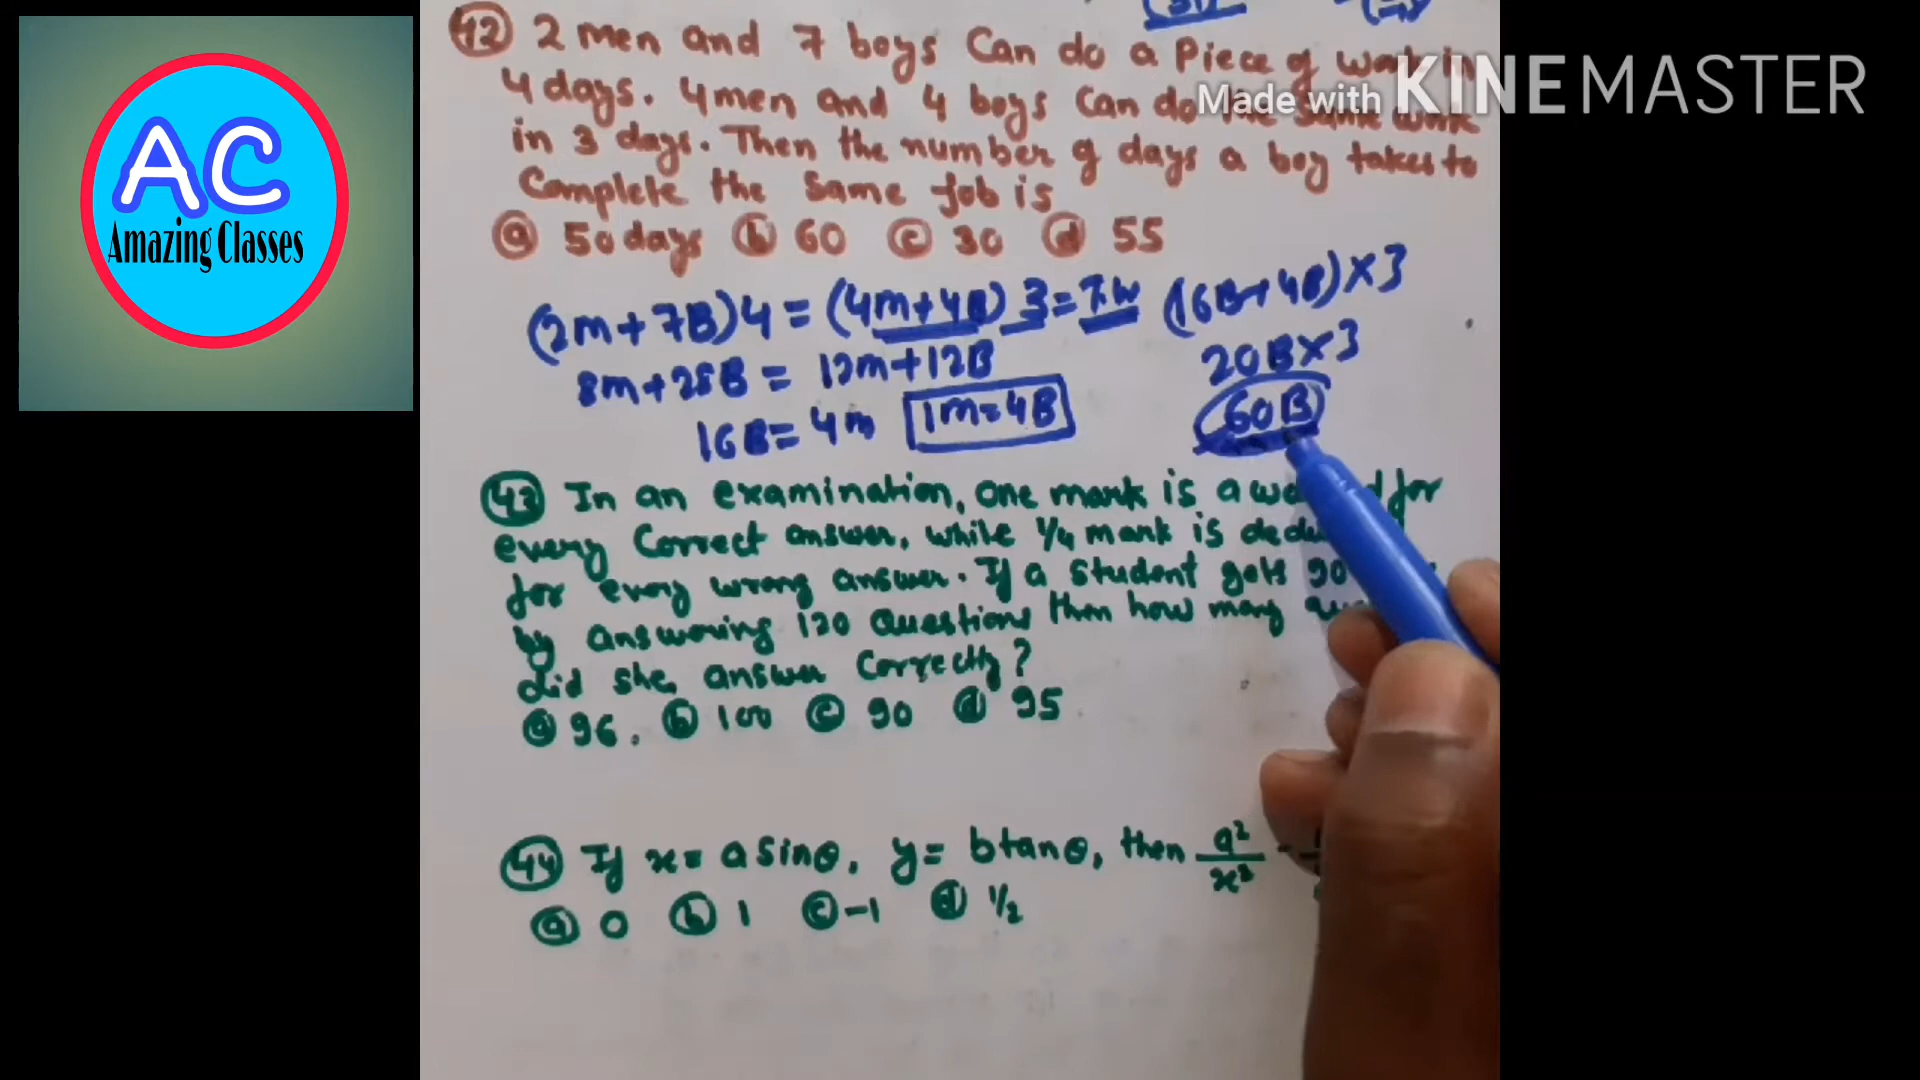 AC
Amazing Classes
Made with KINEMASTER
42 2 men and 7 boys Can do a Piece of work in
4 days. 4 men and 4 boys Can do the same work
in 3 days. Then the number of days a boy takes to
Complete the same job is
a 50 days b 60 c 30 d 55
(2m+7B)4 = (4m+4B) 3 = T.W (16B+4B)×3
8m+28B = 12m+12B 20B×3
16B = 4m 1m=4B 60B
43 In an examination, one mark is for
every Correct answer, while 1/4 mark is
for every wrong answer. If a student gets 90
by answering 120 Questions then how many
did she answer Correctly?
a 96. b 100 c 90 d 95
44 If x = a sinθ, y = b tanθ, then a²/x² -
a 0 b 1 c -1 d 1/2